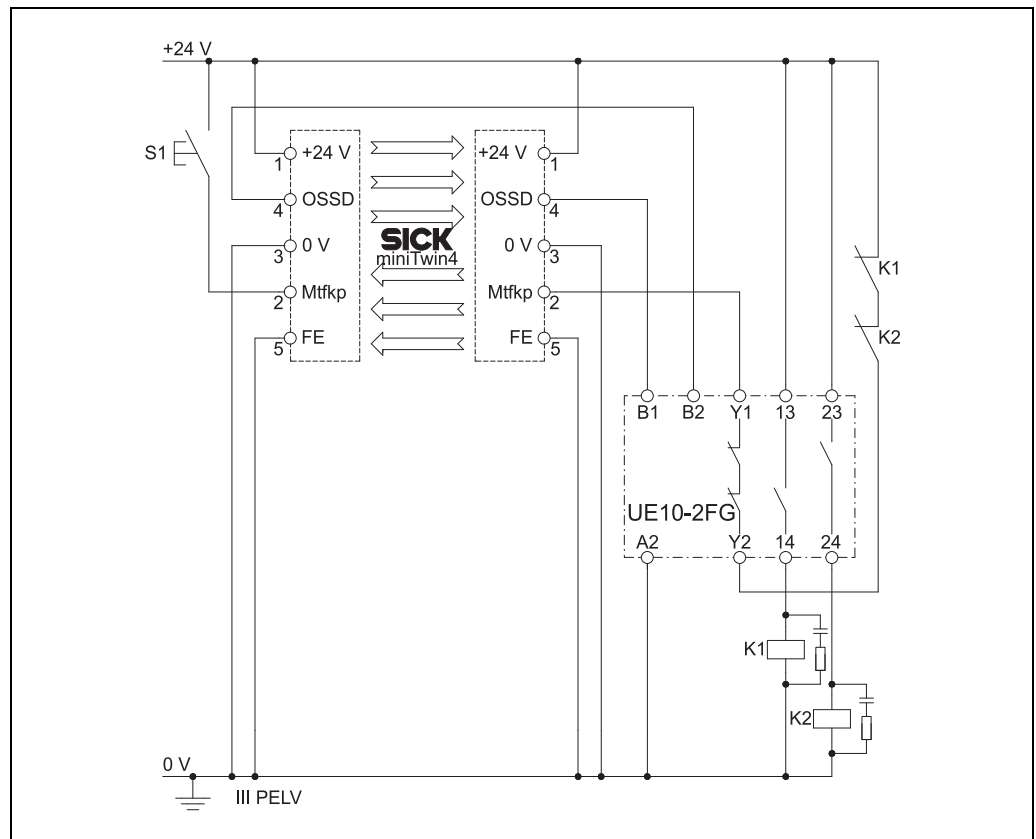 +24 V
S1
1 +24 V
4 OSSD
3 0 V
2 Mtfkp
5 FE
SICK
miniTwin4
+24 V 1
OSSD 4
0 V 3
Mtfkp 2
FE 5
K1
K2
B1 B2 Y1 13 23
UE10-2FG
A2 Y2 14 24
K1
K2
0 V
III PELV